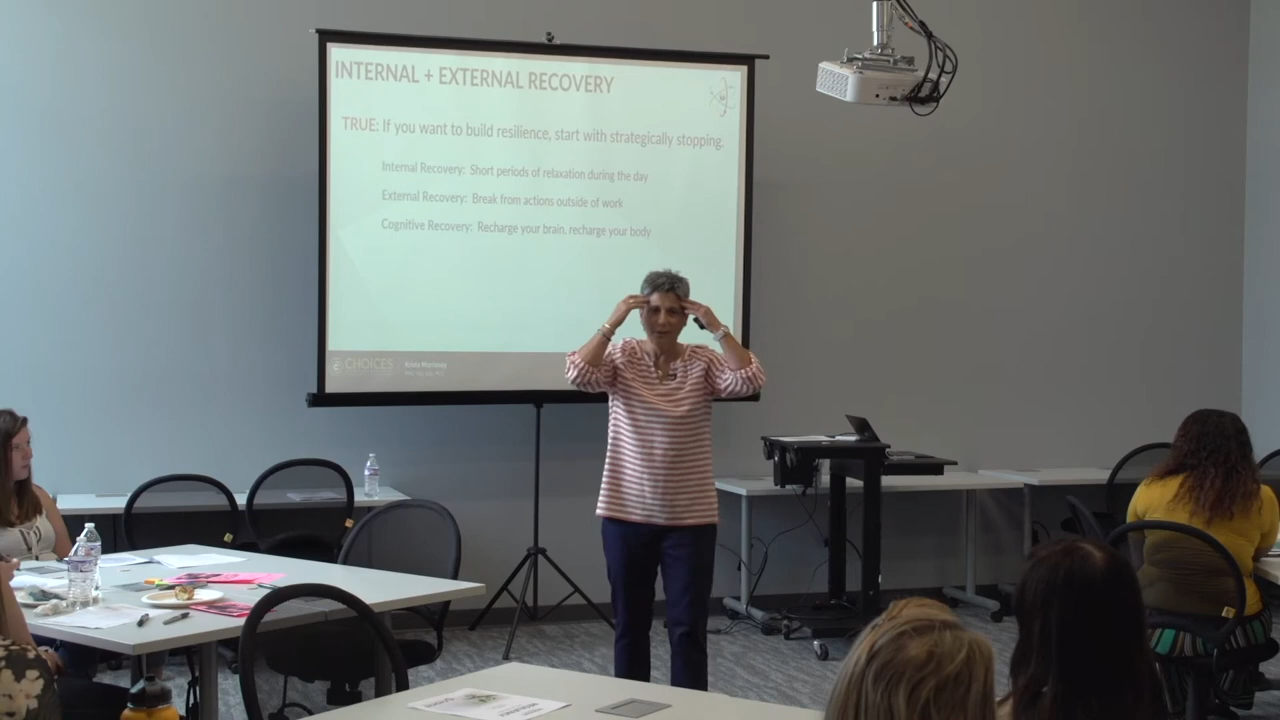 INTERNAL + EXTERNAL RECOVERY
TRUE: If you want to build resilience, start with strategically stopping.
Internal Recovery: Short periods of relaxation during the day
External Recovery: Break from actions outside of work
Cognitive Recovery: Recharge your brain, recharge your body
CHOICES